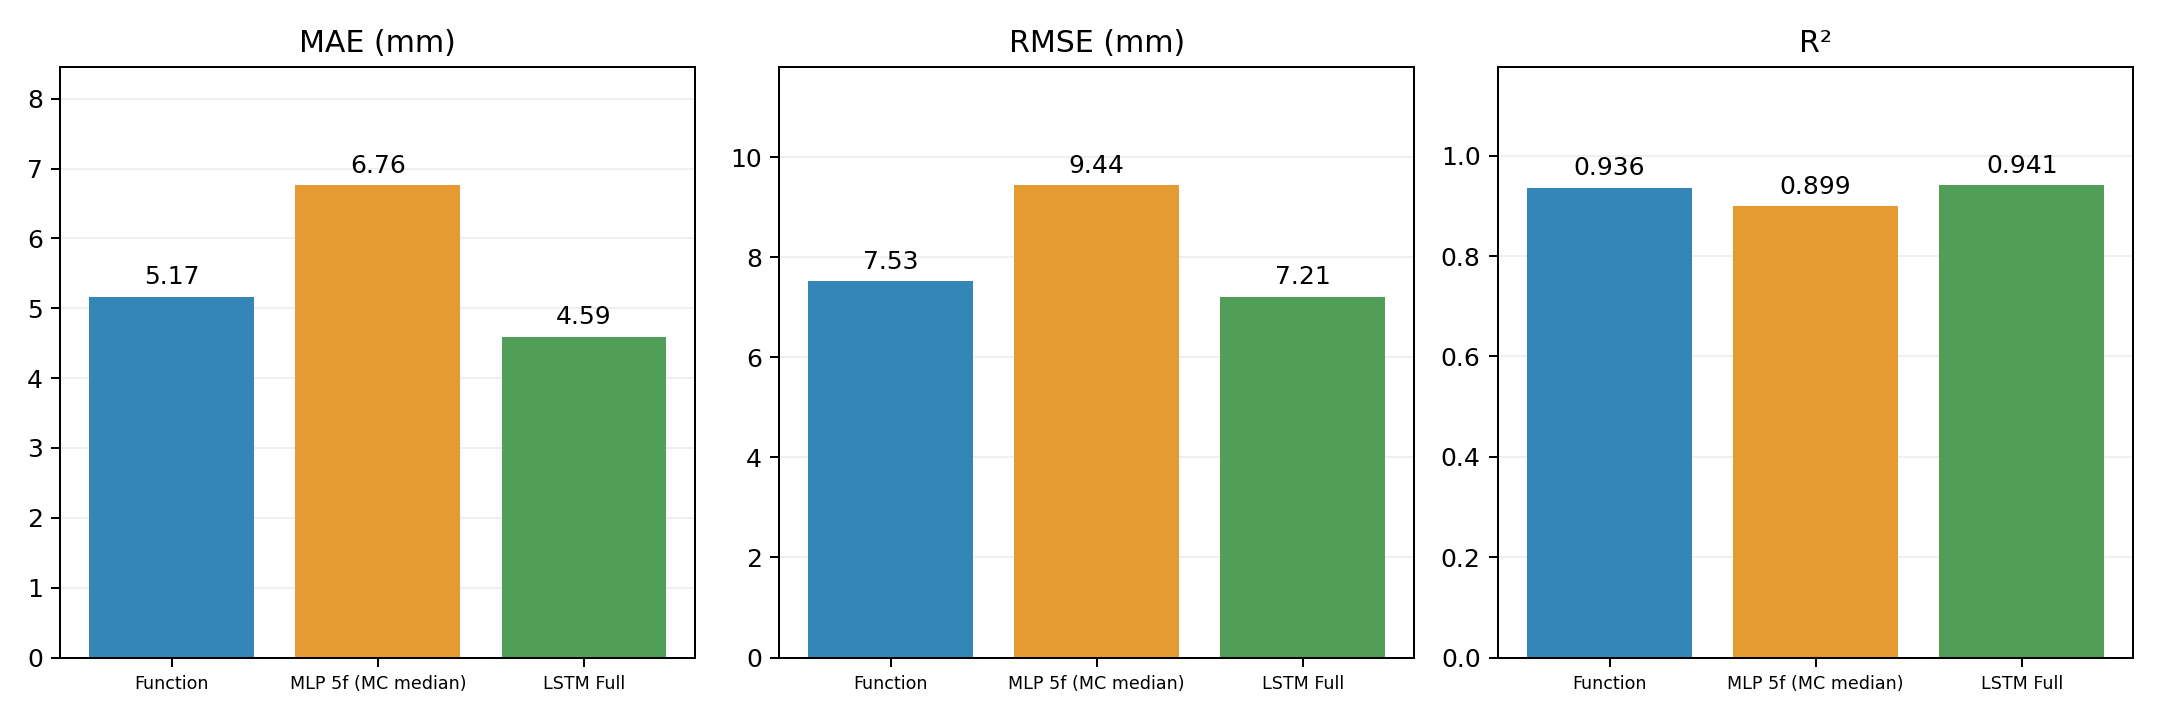 MAE (mm)
8
7
6
5
4
3
2
1
0
5.17
6.76
4.59
Function
MLP 5f (MC median)
LSTM Full
RMSE (mm)
10
8
6
4
2
0
7.53
9.44
7.21
Function
MLP 5f (MC median)
LSTM Full
R²
1.0
0.8
0.6
0.4
0.2
0.0
0.936
0.899
0.941
Function
MLP 5f (MC median)
LSTM Full